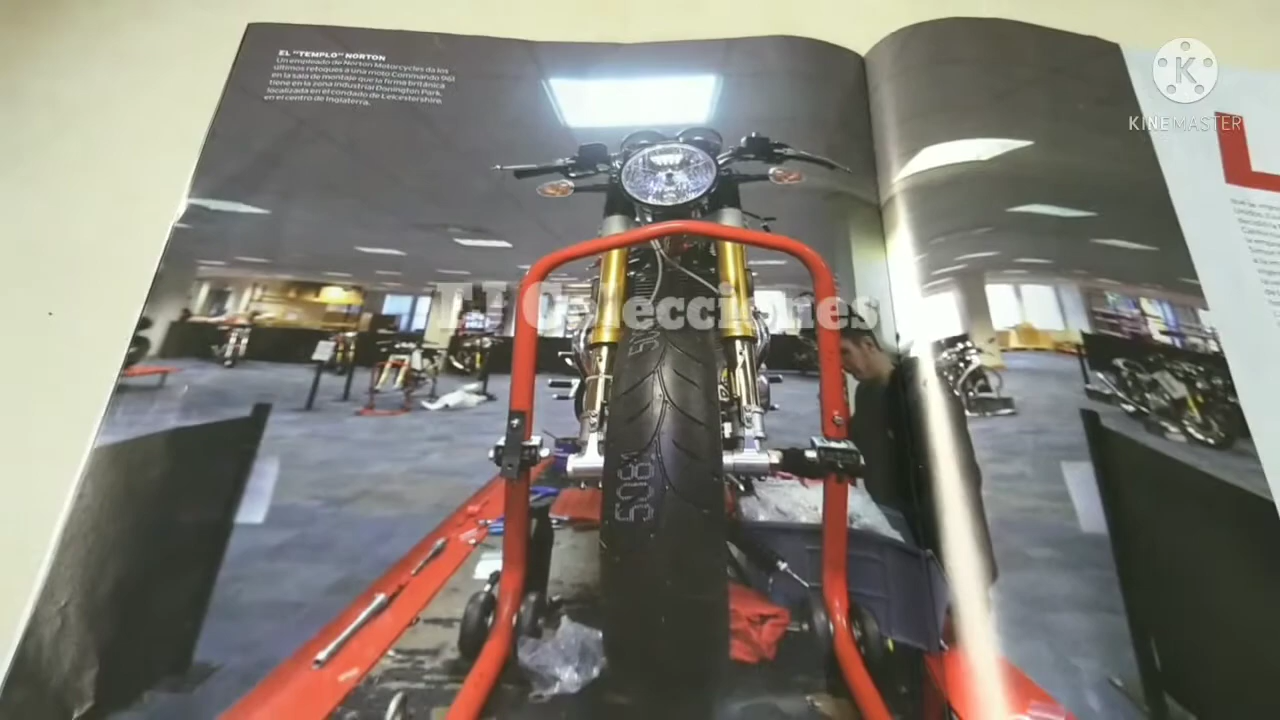 EL "TEMPLO" NORTON
Un empleado de Norton Motorcycles da los
últimos retoques a una moto Commando 961
en la sala de montaje que la firma británica
tiene en la zona industrial Donington Park,
localizada en el condado de Leicestershire,
en el centro de Inglaterra.
KINEMASTER
TJ Colecciones
5081